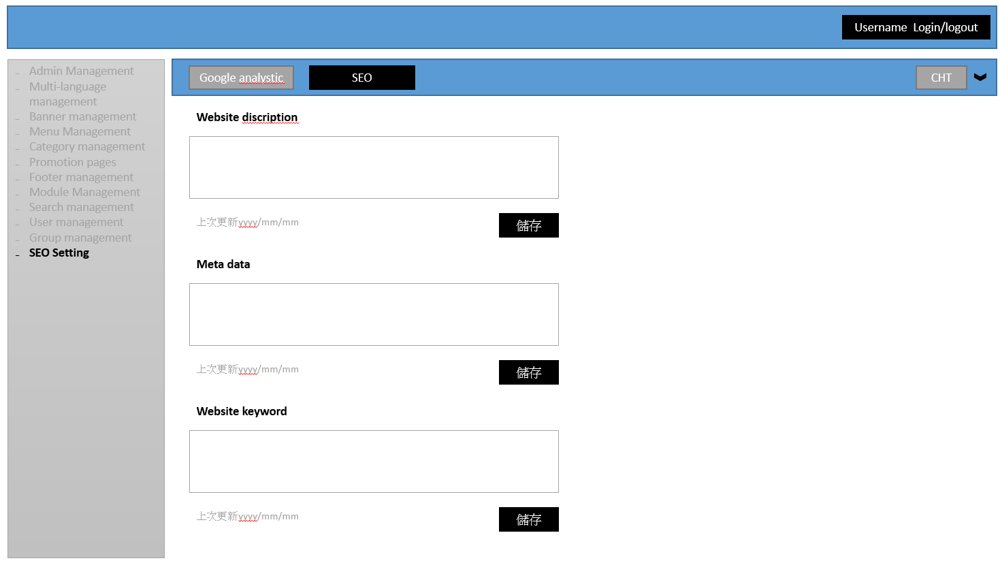 Username  Login/logout
Admin Management
Multi-language
management
Banner management
Menu Management
Category management
Promotion pages
Footer management
Module Management
Search management
User management
Group management
SEO Setting
Google analystic
SEO
CHT
Website discription
上次更新yyyy/mm/mm
儲存
Meta data
上次更新yyyy/mm/mm
儲存
Website keyword
上次更新yyyy/mm/mm
儲存